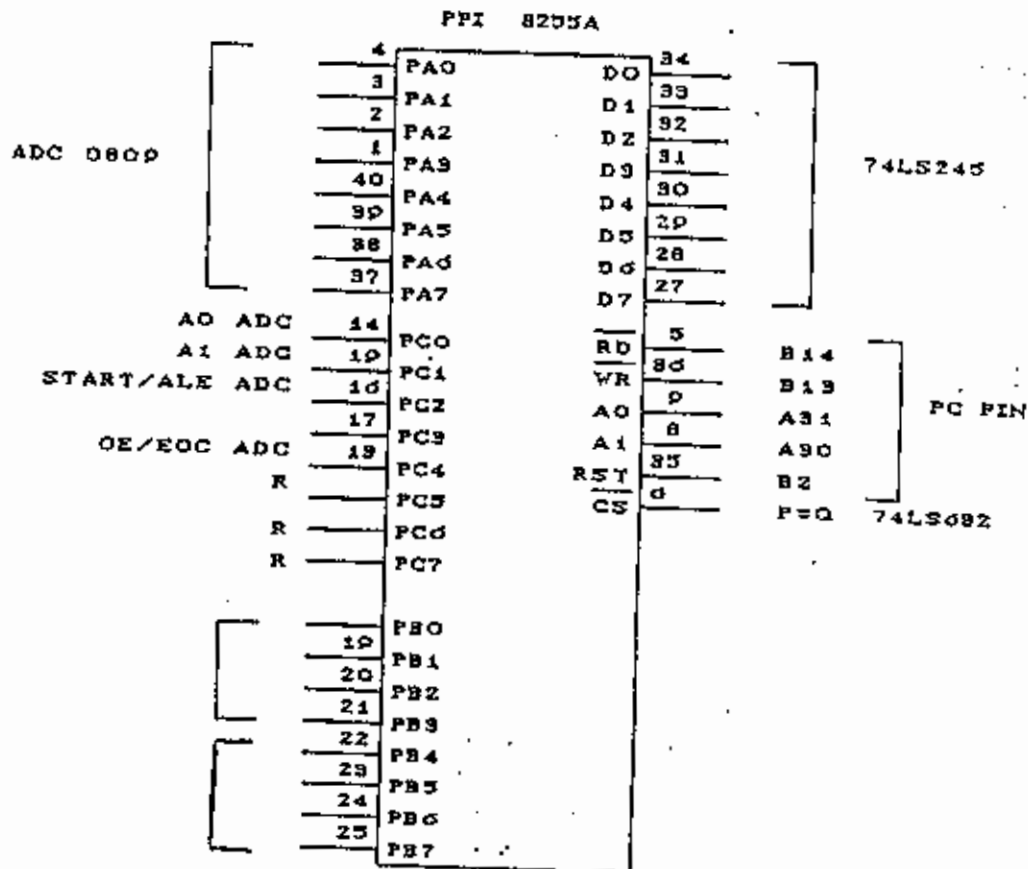 PPI 8255A
4 PA0 D0 34
3 PA1 D1 33
2 PA2 D2 32
1 PA3 D3 31
40 PA4 D4 30
39 PA5 D5 29
38 PA6 D6 28
37 PA7 D7 27
ADC 0809
74LS245
A0 ADC 14 PC0 RD 5 B14
A1 ADC 19 PC1 WR 36 B13
START/ALE ADC 16 PC2 A0 9 A31
17 PC3 A1 8 A30
OE/EOC ADC 13 PC4 RST 35 B2
R PC5 CS 6 P=Q 74LS682
PC PIN
R PC6
R PC7
PB0
19 PB1
20 PB2
21 PB3
22 PB4
23 PB5
24 PB6
25 PB7